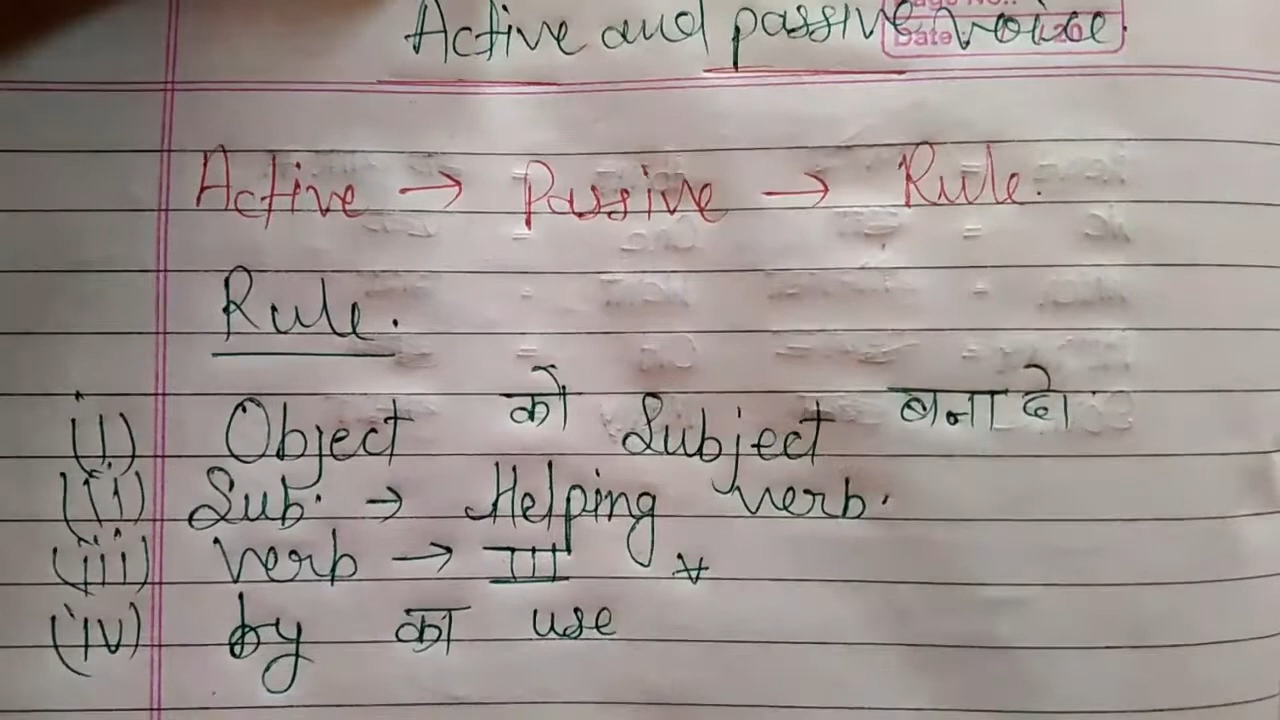 Active and passive voice
Date
Active → Passive → Rule.
Rule.
(i) Object को Subject बना दो
(ii) Sub. → Helping verb.
(iii) verb → III
(iv) by का use